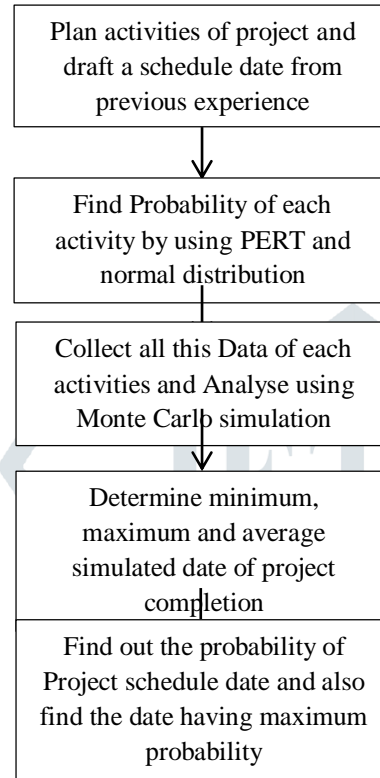 Plan activities of project and
draft a schedule date from
previous experience
Find Probability of each
activity by using PERT and
normal distribution
Collect all this Data of each
activities and Analyse using
Monte Carlo simulation
Determine minimum,
maximum and average
simulated date of project
completion
Find out the probability of
Project schedule date and also
find the date having maximum
probability